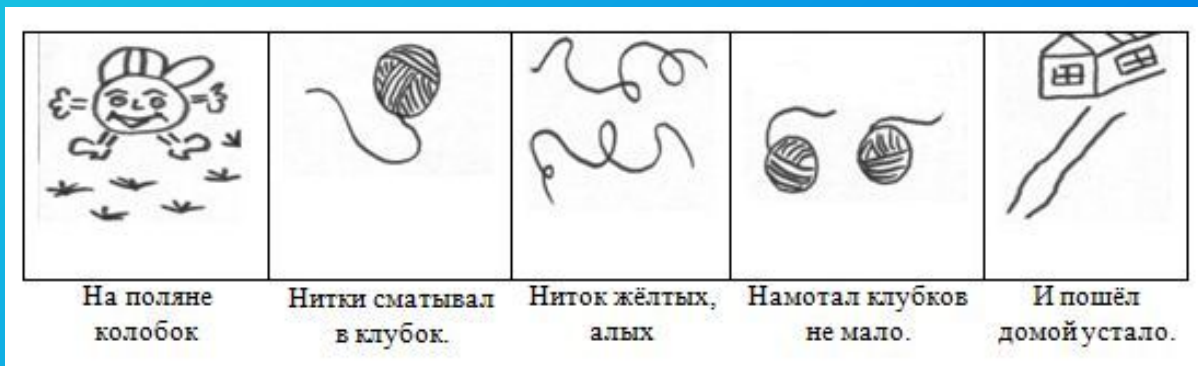 На поляне
колобок
Нитки сматывал
в клубок.
Ниток жёлтых,
алых
Намотал клубков
не мало.
И пошёл
домой устало.